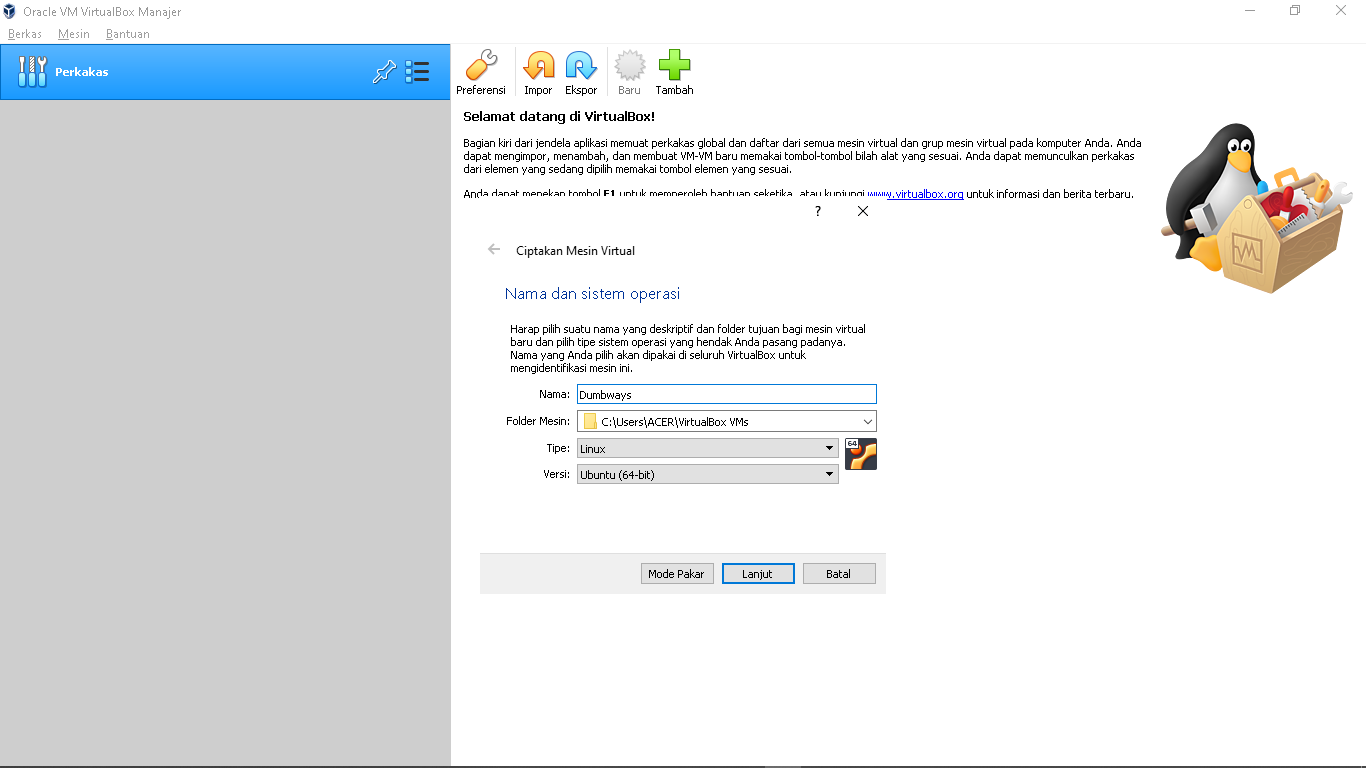 Oracle VM VirtualBox Manajer
Berkas Mesin Bantuan
Perkakas
Preferensi Impor Ekspor Baru Tambah
Selamat datang di VirtualBox!
Bagian kiri dari jendela aplikasi memuat perkakas global dan daftar dari semua mesin virtual dan grup mesin virtual pada komputer Anda. Anda
dapat mengimpor, menambah, dan membuat VM-VM baru memakai tombol-tombol bilah alat yang sesuai. Anda dapat memunculkan perkakas
dari elemen yang sedang dipilih memakai tombol elemen yang sesuai.
Anda dapat menekan tombol F1 untuk memperoleh bantuan seketika, atau kunjungi www.virtualbox.org untuk informasi dan berita terbaru.
?
Ciptakan Mesin Virtual
Nama dan sistem operasi
Harap pilih suatu nama yang deskriptif dan folder tujuan bagi mesin virtual
baru dan pilih tipe sistem operasi yang hendak Anda pasang padanya.
Nama yang Anda pilih akan dipakai di seluruh VirtualBox untuk
mengidentifikasi mesin ini.
Nama: Dumbways
Folder Mesin: C:\Users\ACER\VirtualBox VMs
Tipe: Linux
64
Versi: Ubuntu (64-bit)
Mode Pakar Lanjut Batal